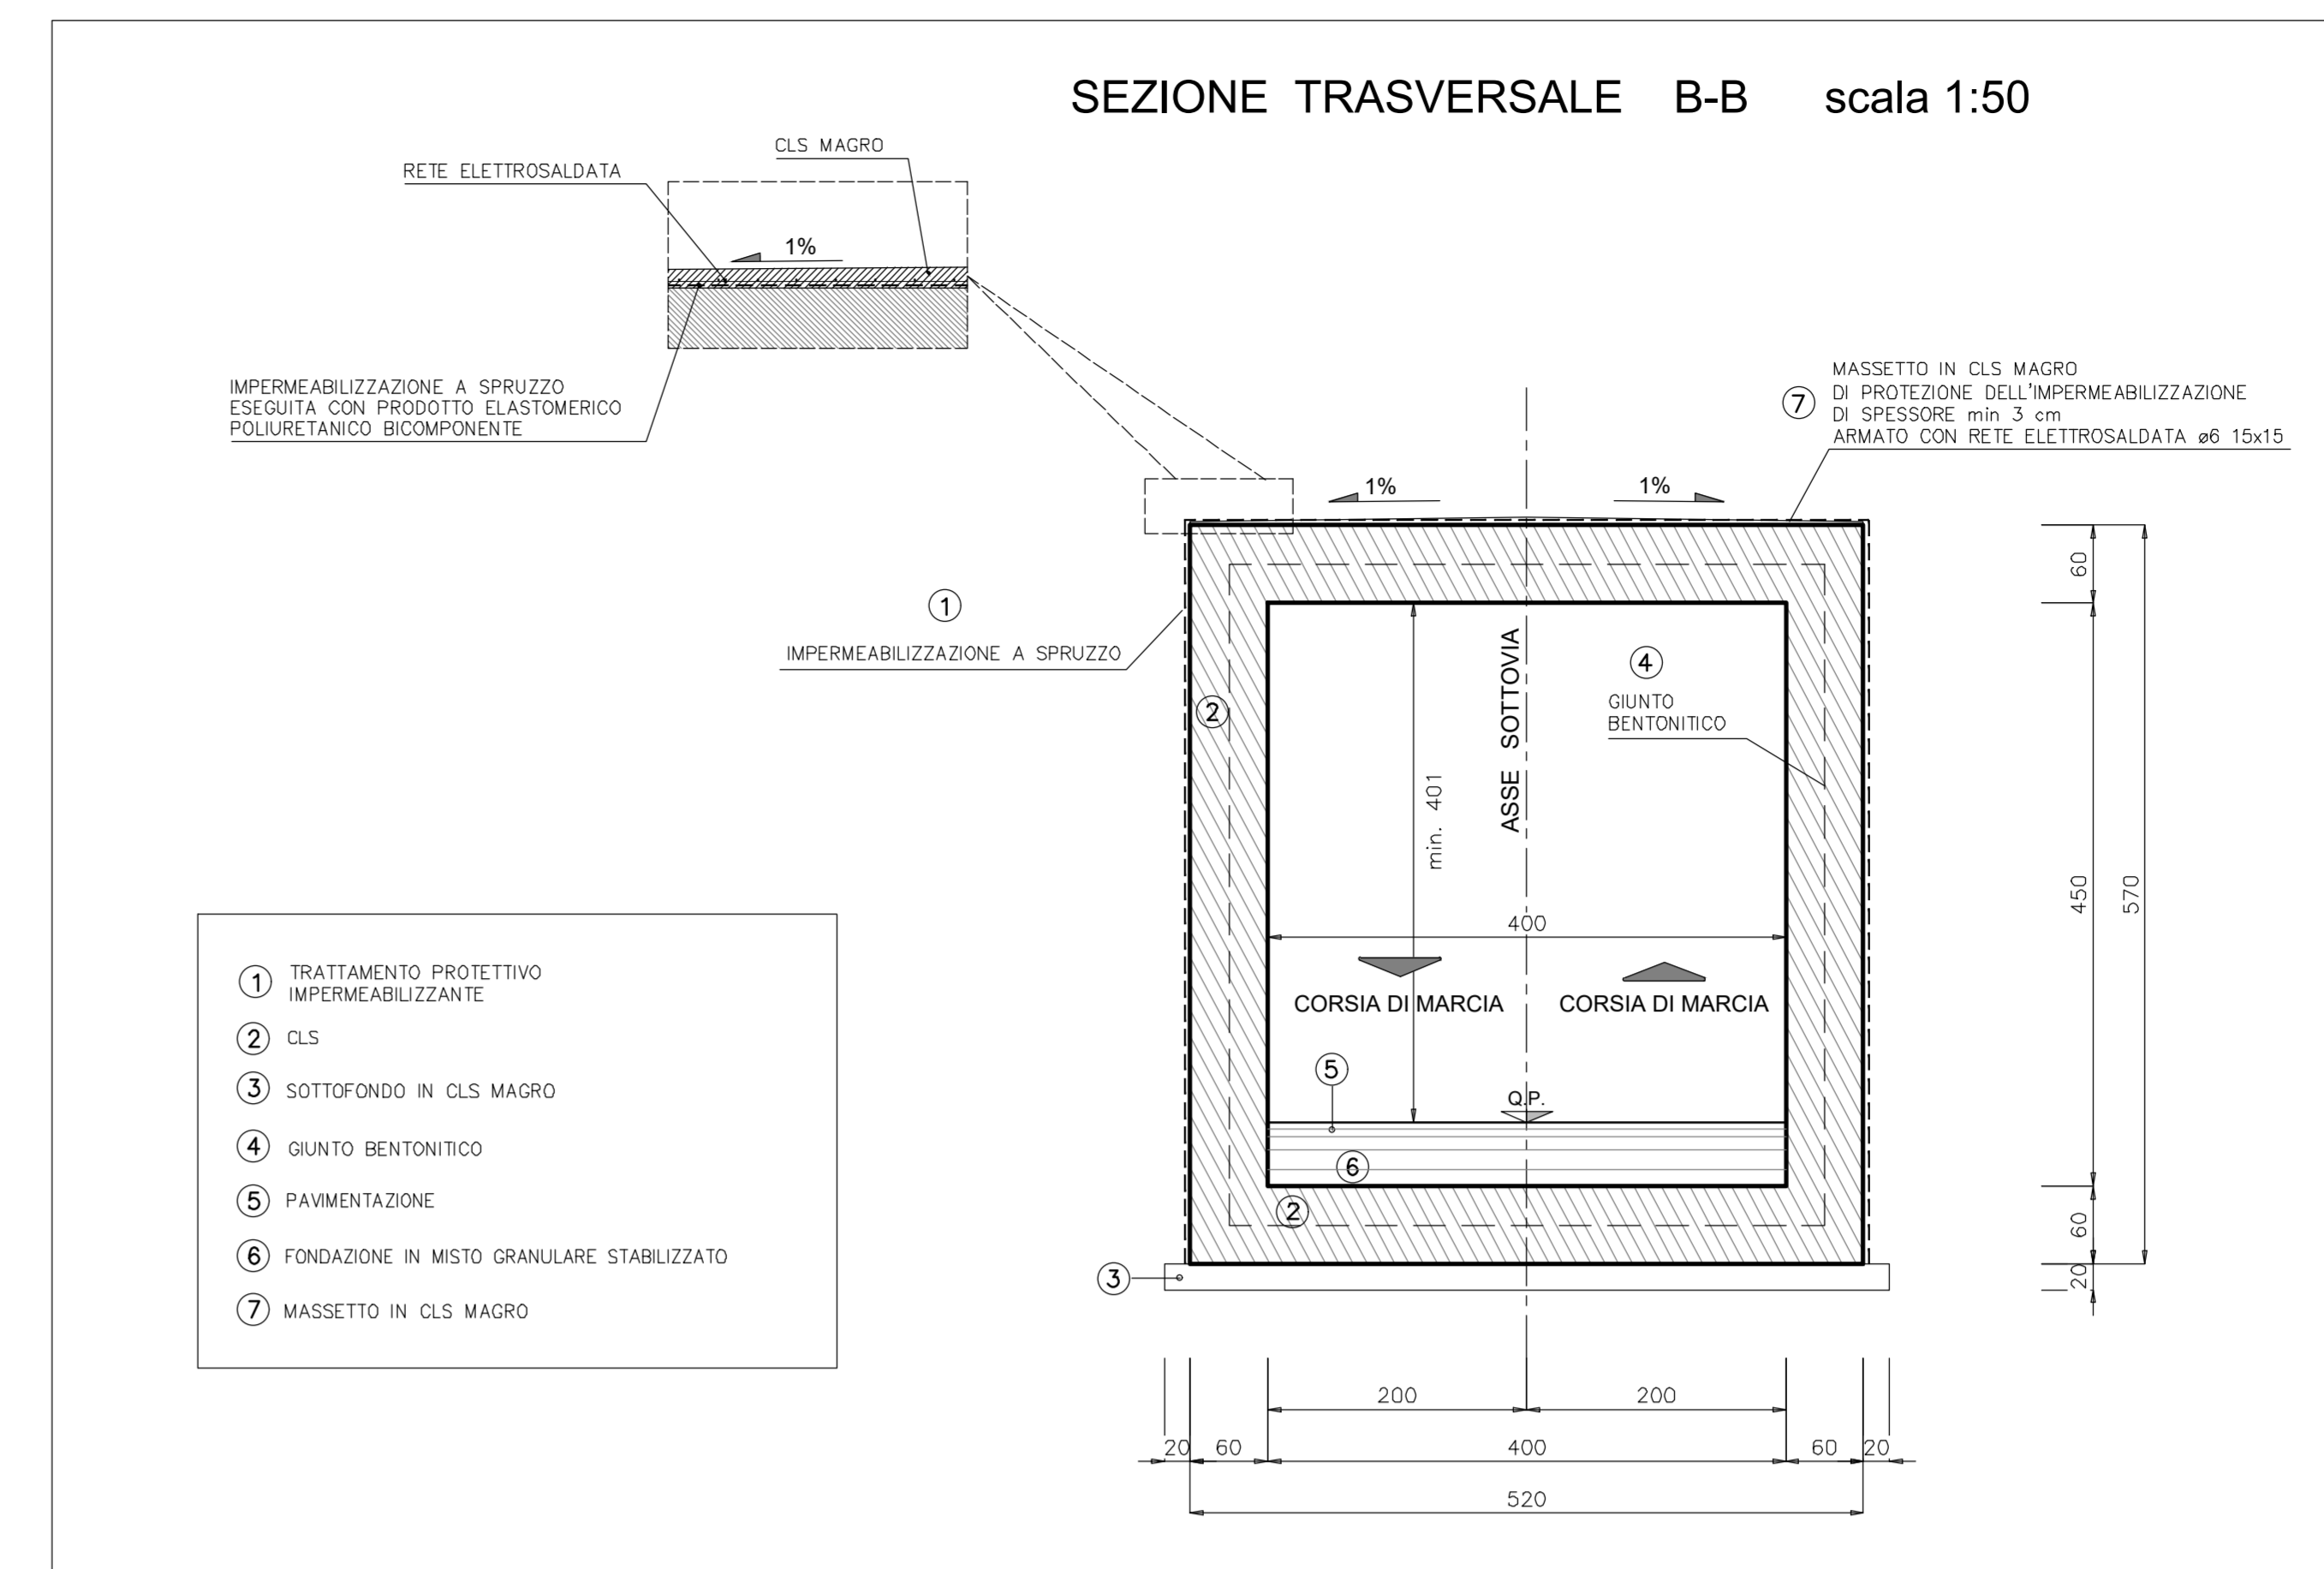 SEZIONE TRASVERSALE B-B scala 1:50
CLS MAGRO
RETE ELETTROSALDATA
1%
IMPERMEABILIZZAZIONE A SPRUZZO
ESEGUITA CON PRODOTTO ELASTOMERICO
POLIURETANICO BICOMPONENTE
7
MASSETTO IN CLS MAGRO
DI PROTEZIONE DELL'IMPERMEABILIZZAZIONE
DI SPESSORE min 3 cm
ARMATO CON RETE ELETTROSALDATA ø6 15x15
1%
1%
60
1
IMPERMEABILIZZAZIONE A SPRUZZO
2
ASSE SOTTOVIA
4
GIUNTO
BENTONITICO
min. 401
450
570
400
CORSIA DI MARCIA
CORSIA DI MARCIA
5
Q.P.
6
2
60
3
20
1
TRATTAMENTO PROTETTIVO
IMPERMEABILIZZANTE
2 CLS
3 SOTTOFONDO IN CLS MAGRO
4 GIUNTO BENTONITICO
5 PAVIMENTAZIONE
6 FONDAZIONE IN MISTO GRANULARE STABILIZZATO
7 MASSETTO IN CLS MAGRO
200 200
20 60 400 60 20
520